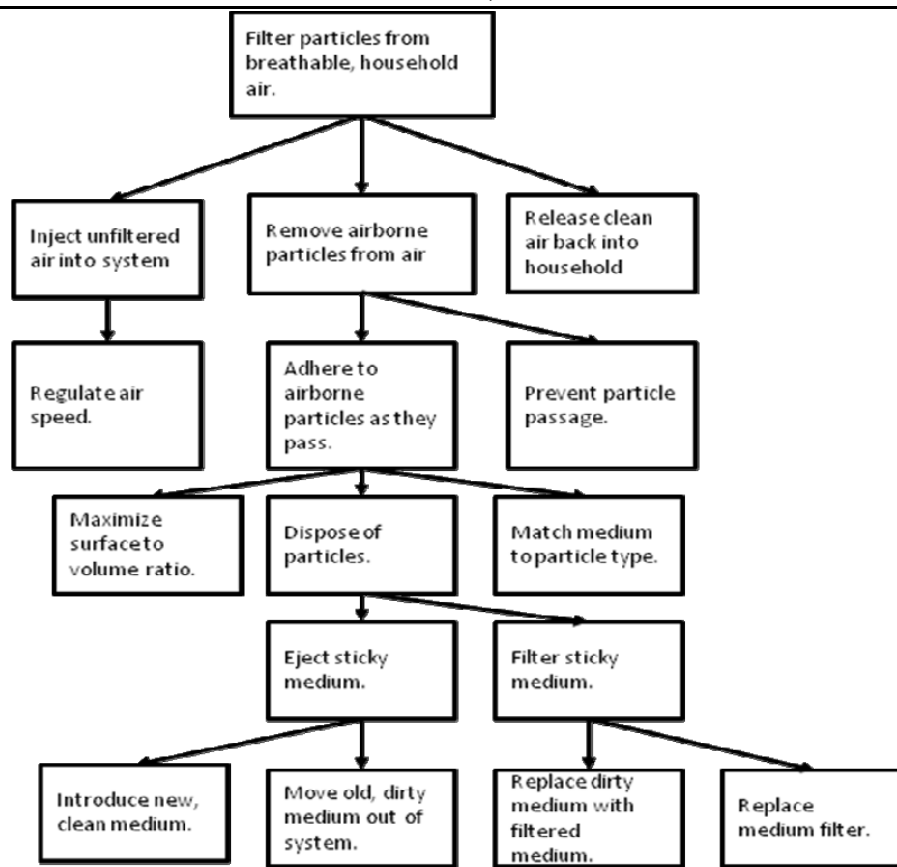 Filter particles from
breathable, household
air.
Inject unfiltered
air into system
Remove airborne
particles from air
Release clean
air back into
household
Regulate air
speed.
Adhere to
airborne
particles as they
pass.
Prevent particle
passage.
Maximize
surface to
volume ratio.
Dispose of
particles.
Match medium
to particle type.
Eject sticky
medium.
Filter sticky
medium.
Introduce new,
clean medium.
Move old, dirty
medium out of
system.
Replace dirty
medium with
filtered
medium.
Replace
medium filter.